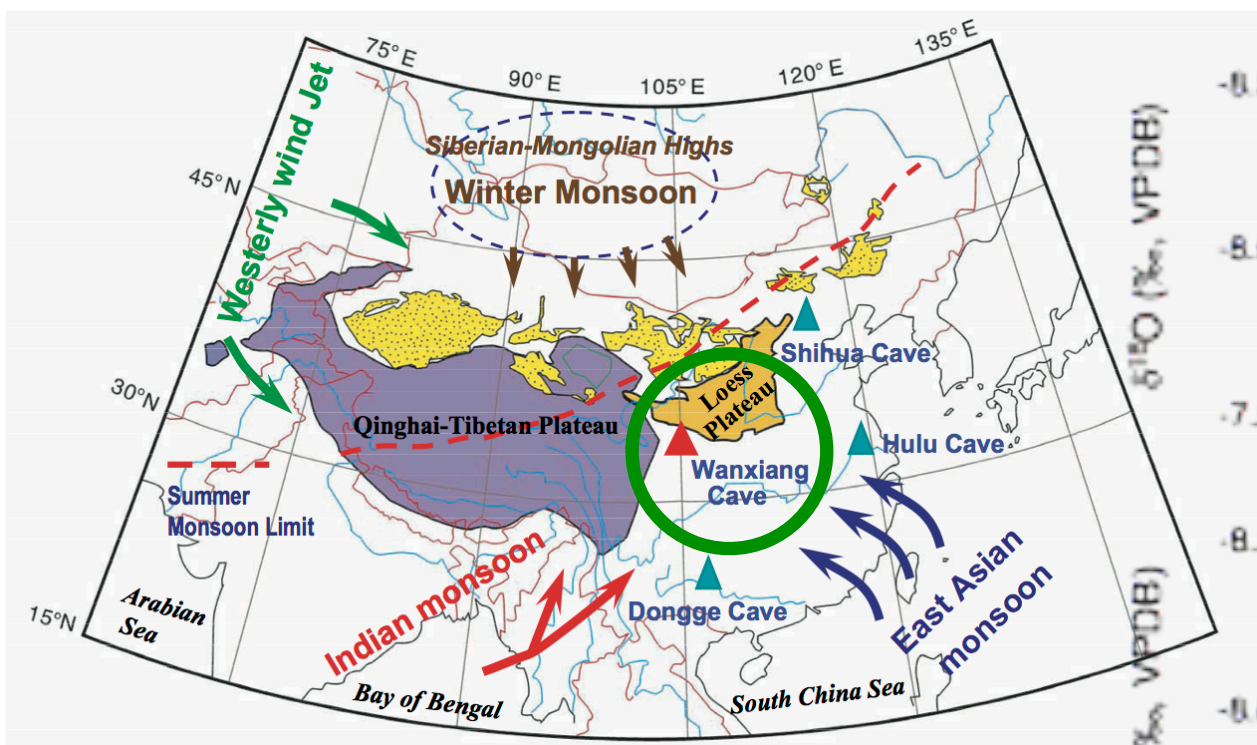 75° E
90° E
105° E
120° E
135° E
45° N
30° N
15° N
Westerly wind Jet
Siberian-Mongolian Highs
Winter Monsoon
Shihua Cave
Loess
Plateau
Qinghai-Tibetan Plateau
Hulu Cave
Wanxiang
Cave
Summer
Monsoon Limit
Indian monsoon
Dongge Cave
East Asian
monsoon
Arabian
Sea
Bay of Bengal
South China Sea
δ¹⁸O (‰, VPDB)
‰, VPDB)